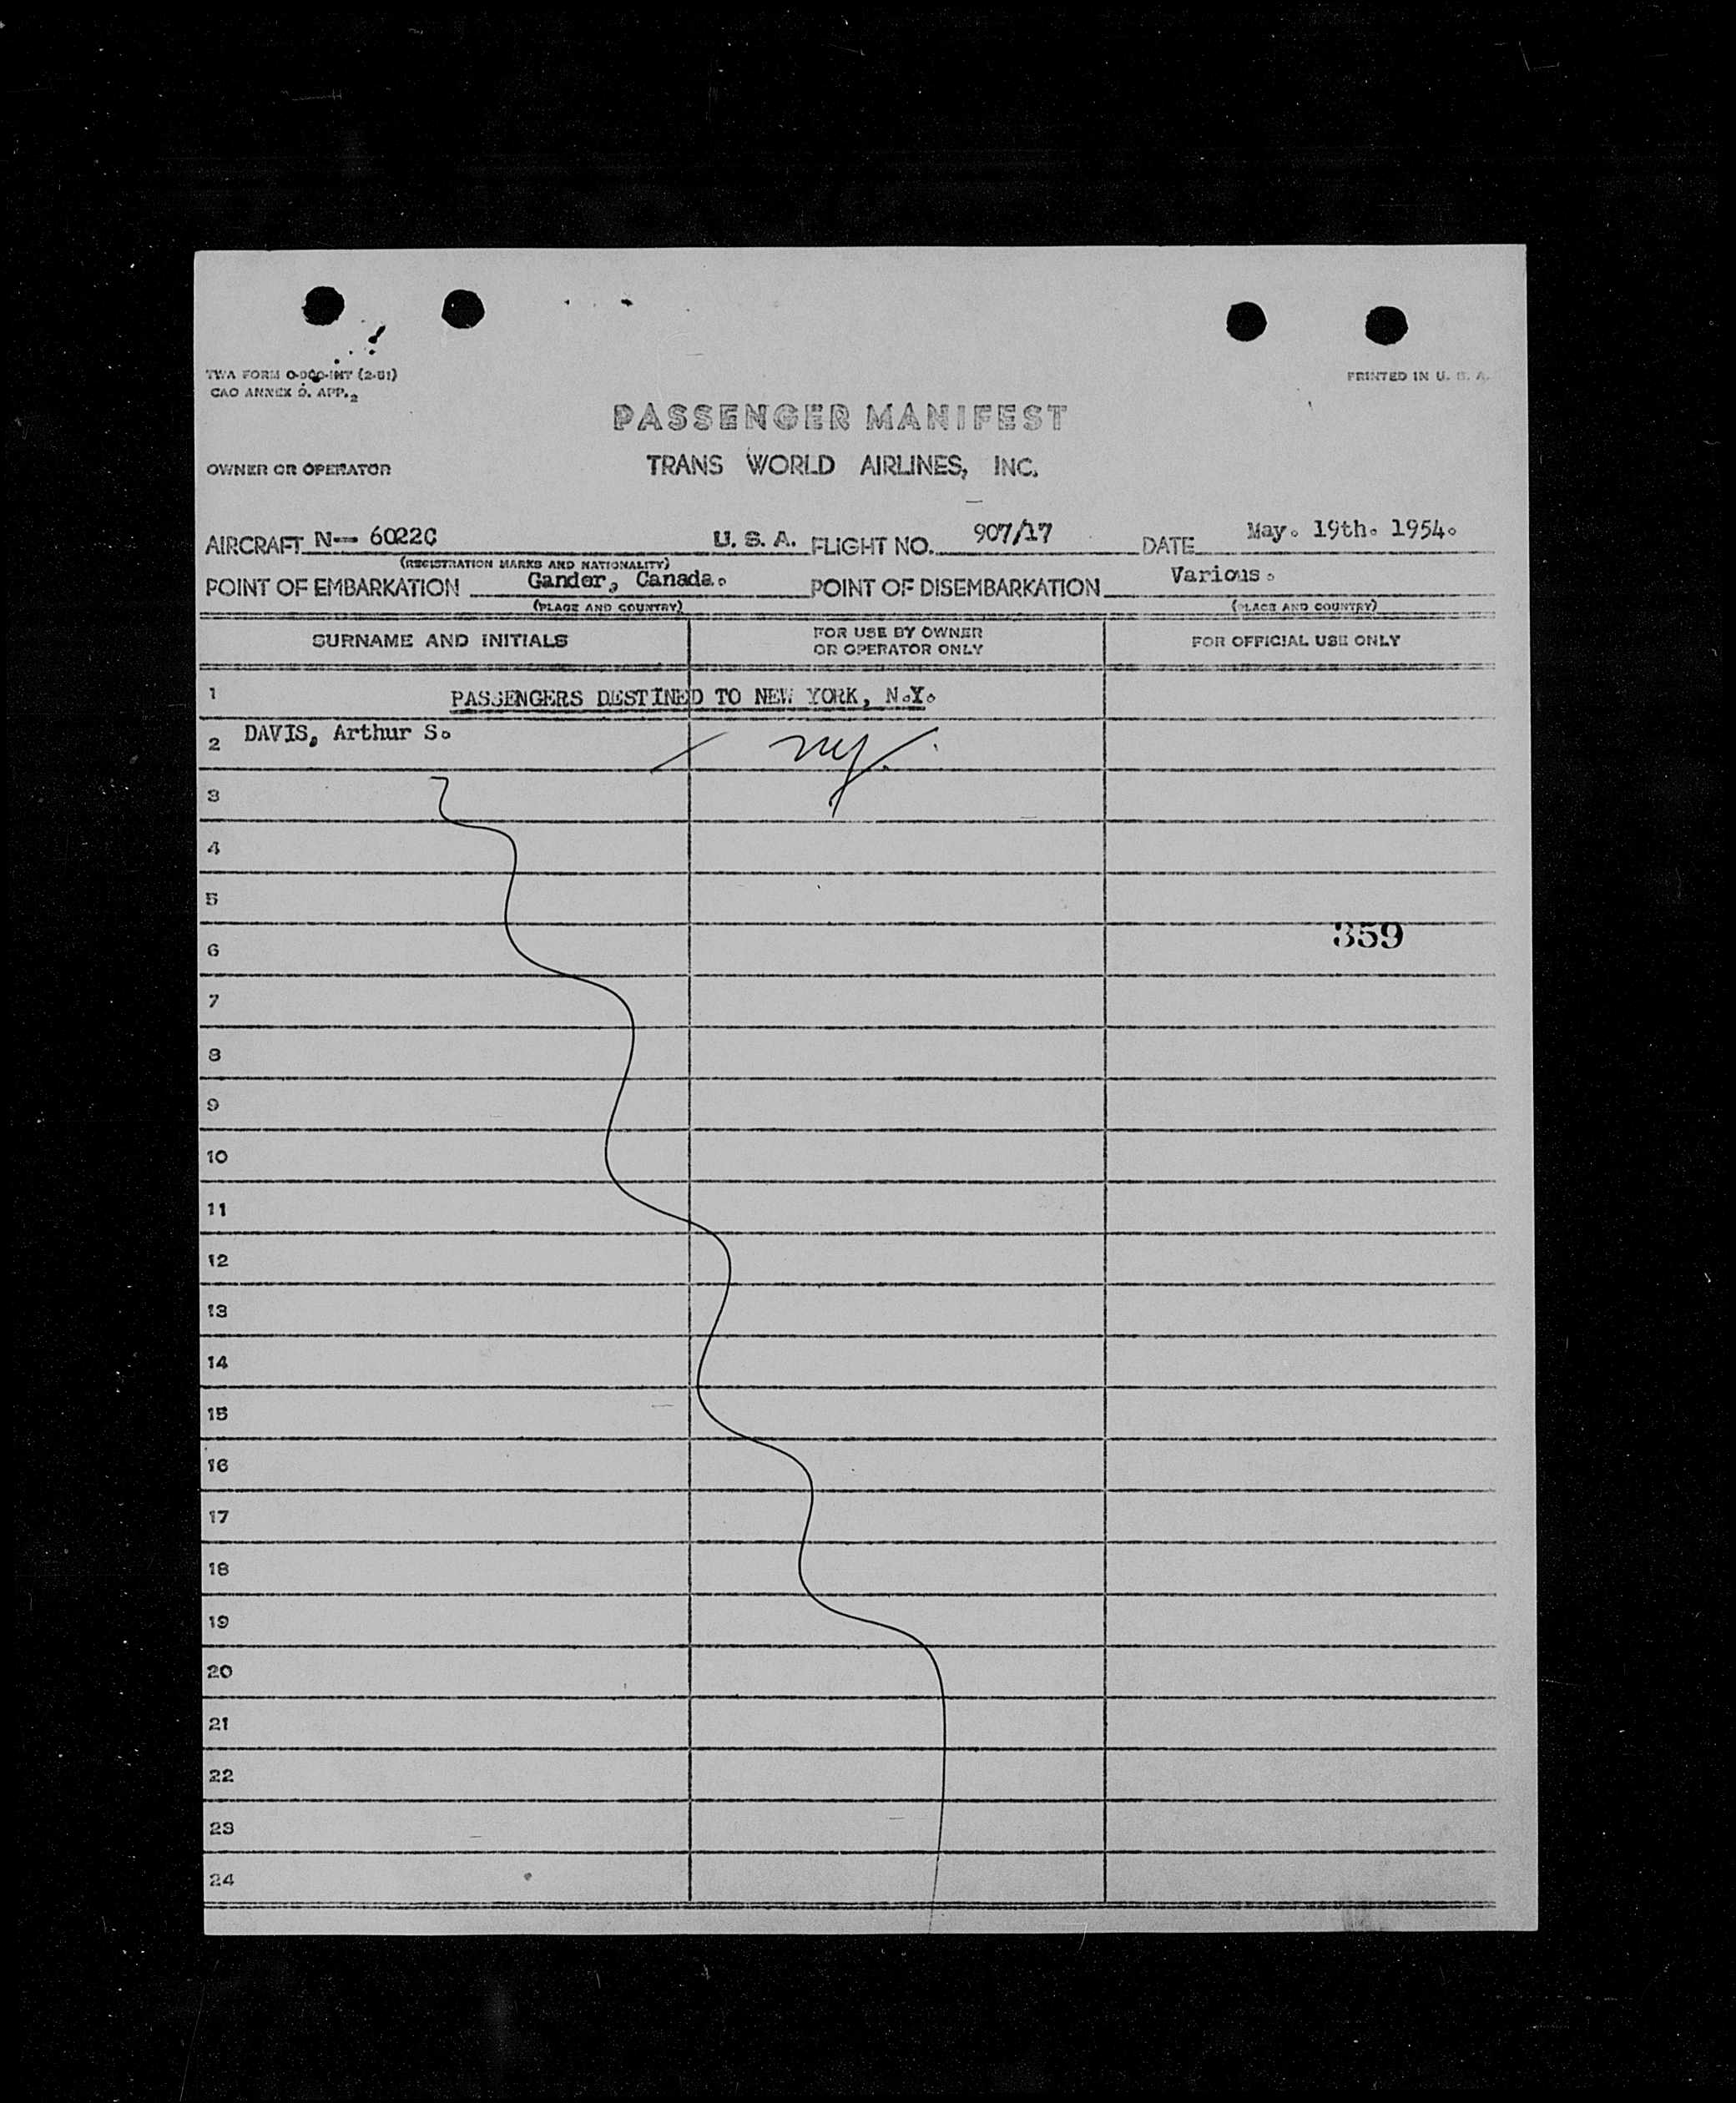 TWA FORM O-900-INT (2-51)
CAO ANNEX 9. APP. 2
PRINTED IN U. S. A.
PASSENGER MANIFEST
OWNER OR OPERATOR TRANS WORLD AIRLINES, INC.
AIRCRAFT N-- 6022C U. S. A. FLIGHT NO. 907/17 DATE May. 19th. 1954.
(REGISTRATION MARKS AND NATIONALITY)
POINT OF EMBARKATION Gander, Canada. POINT OF DISEMBARKATION Various.
(PLACE AND COUNTRY) (PLACE AND COUNTRY)
SURNAME AND INITIALS FOR USE BY OWNER OR OPERATOR ONLY FOR OFFICIAL USE ONLY
1 PASSENGERS DESTINED TO NEW YORK, N.Y.
2 DAVIS, Arthur S. ny.
3
4
5
6 359
7
8
9
10
11
12
13
14
15
16
17
18
19
20
21
22
23
24